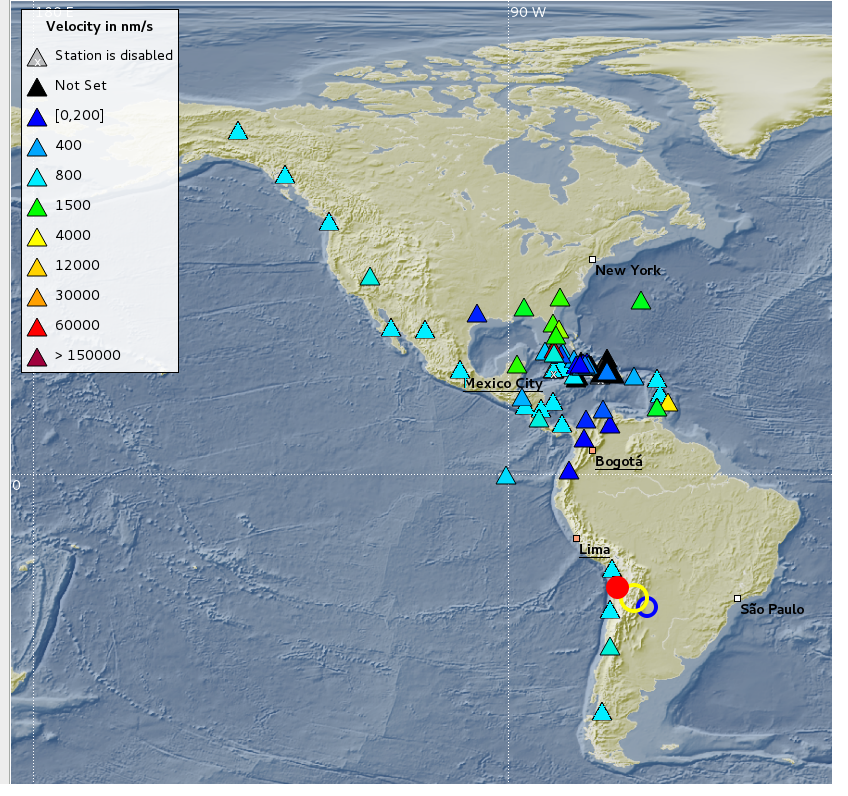 90 W
Velocity in nm/s
Station is disabled
Not Set
[0,200]
400
800
1500
4000
12000
30000
60000
> 150000
New York
Mexico City
Bogotá
0
Lima
São Paulo